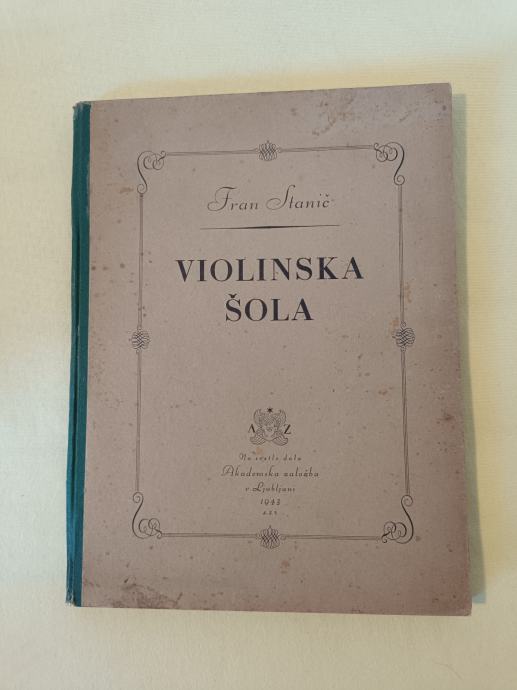 Fran Stanič
VIOLINSKA
ŠOLA
A Z
Na svetlo dala
Akademska založba
v Ljubljani
1943